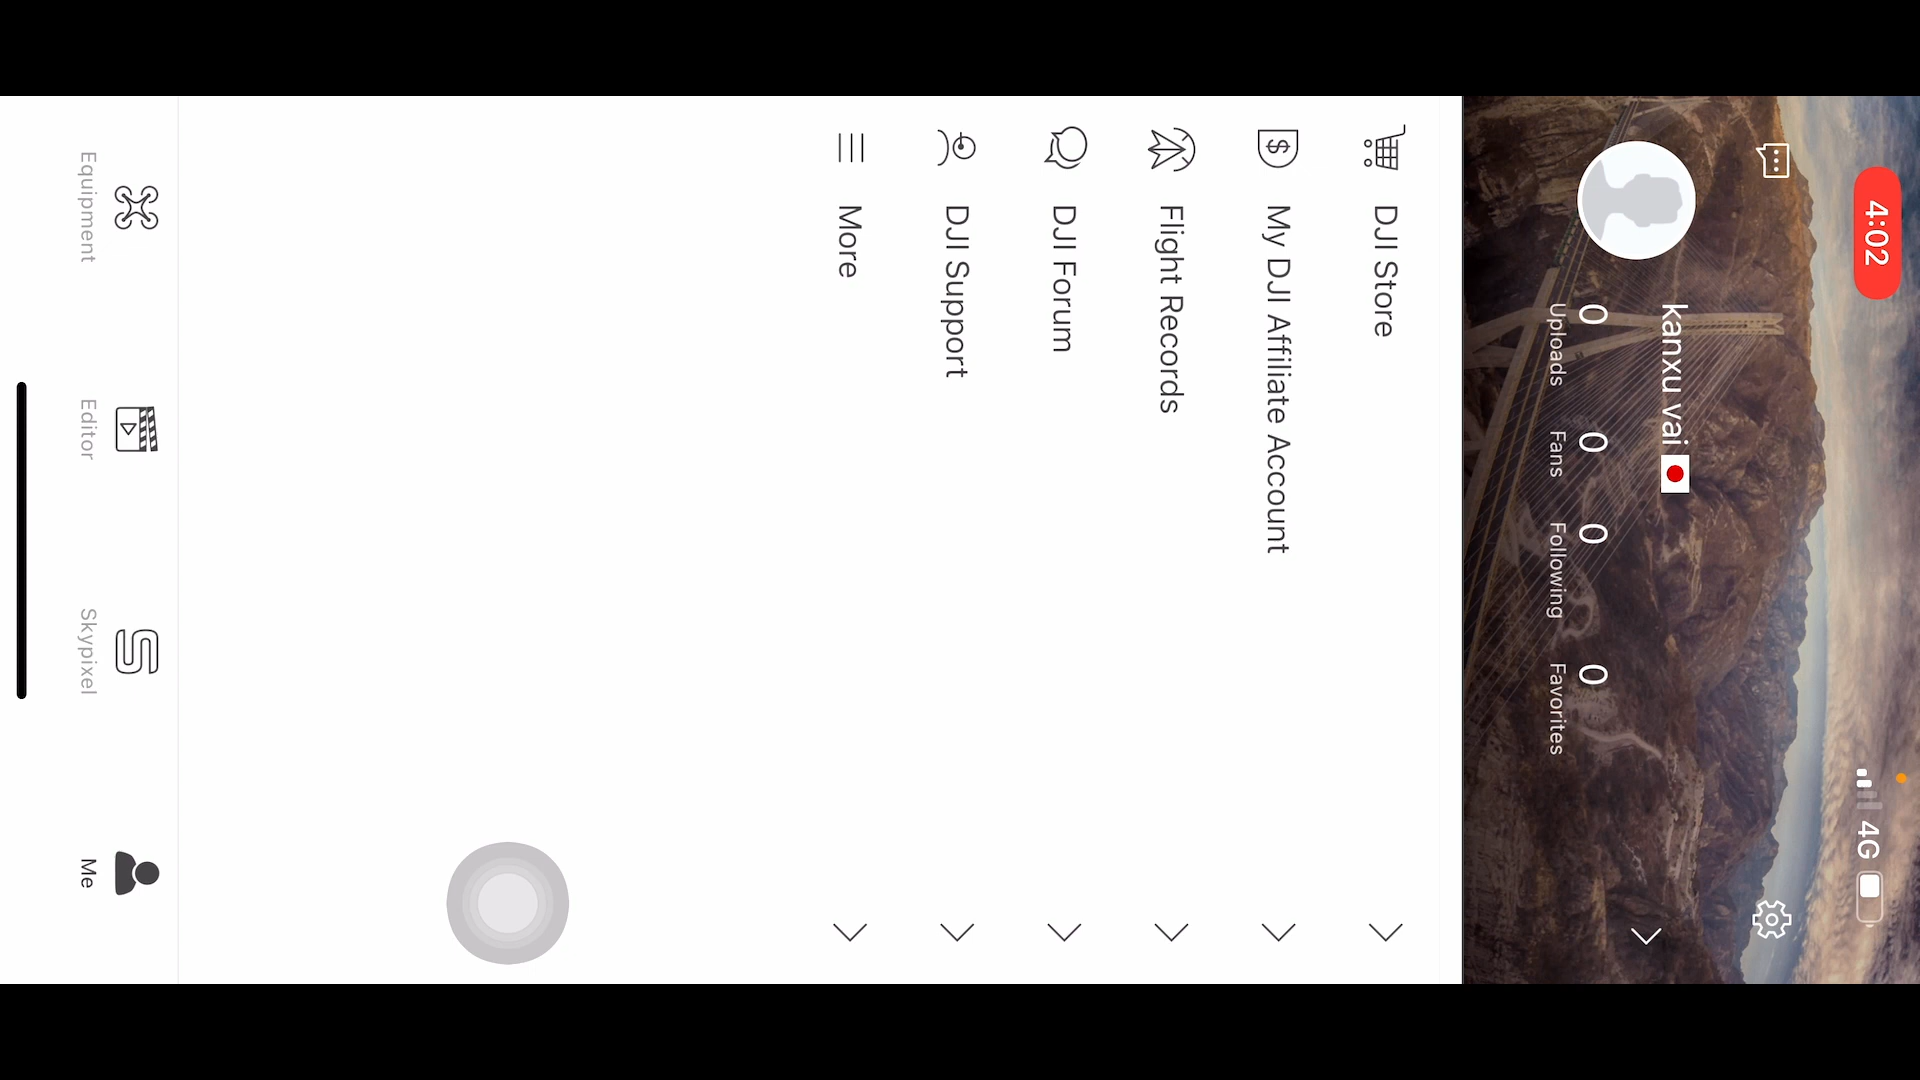 4:02
4G
kanxu vai
0 0 0 0
Uploads Fans Following Favorites
DJI Store
My DJI Affiliate Account
Flight Records
DJI Forum
DJI Support
More
Equipment Editor Skypixel Me